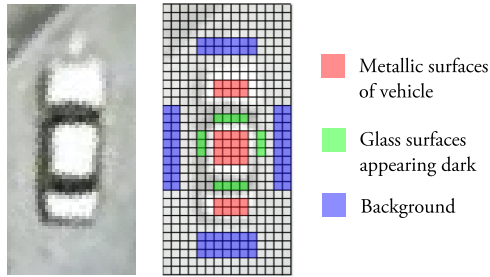 Metallic surfaces
of vehicle
Glass surfaces
appearing dark
Background